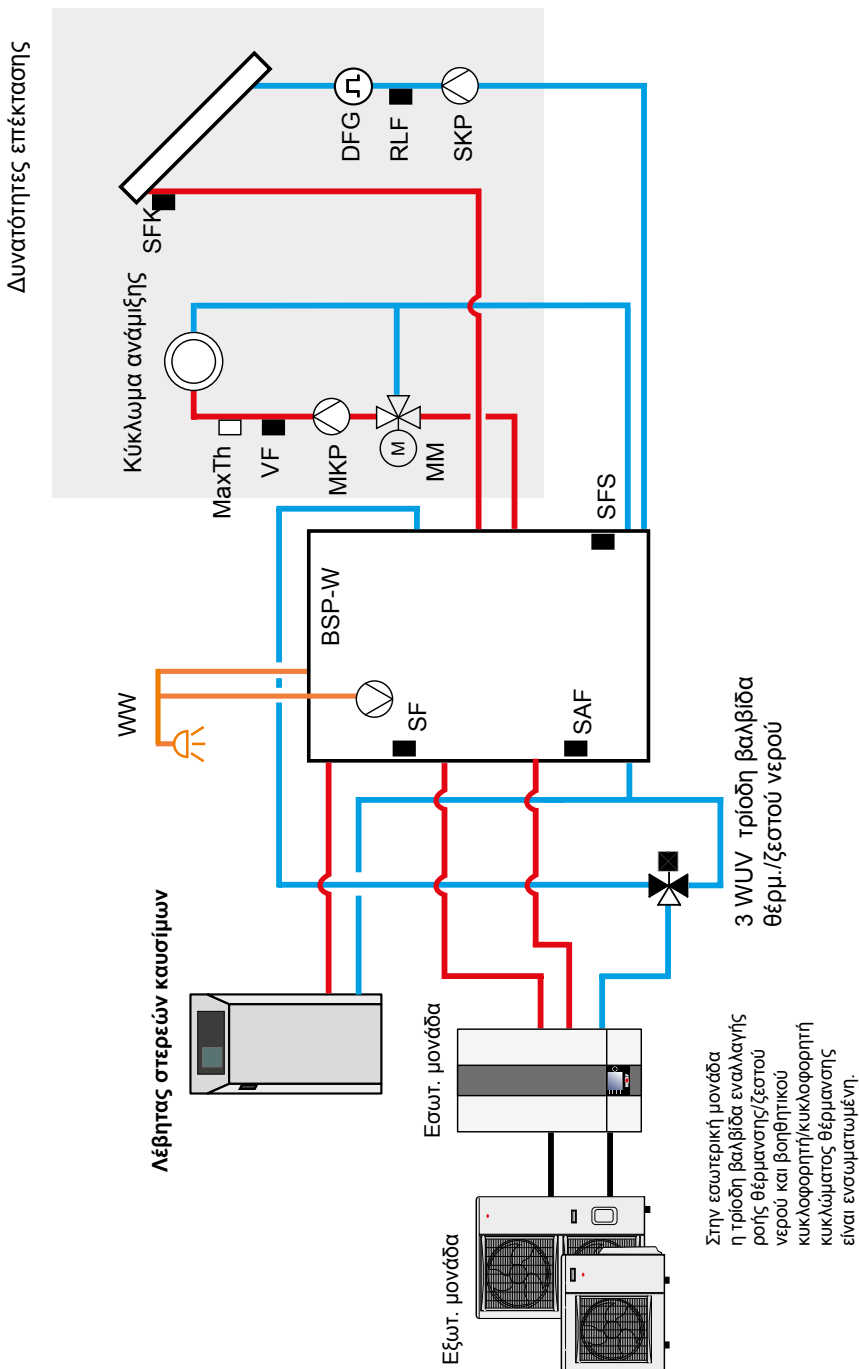 Δυνατότητες επέκτασης
Κύκλωμα ανάμιξης
SFK
DFG
RLF
SKP
MaxTh
VF
MKP
M
MM
WW
BSP-W
SF
SAF
SFS
Λέβητας στερεών καυσίμων
3 WUV τρίοδη βαλβίδα
θέρμ./ζεστού νερού
Εσωτ. μονάδα
Εξωτ. μονάδα
Στην εσωτερική μονάδα
η τρίοδη βαλβίδα εναλλαγής
ροής θέρμανσης/ζεστού
νερού και βοηθητικού
κυκλοφορητή/κυκλοφορητή
κυκλώματος θέρμανσης
είναι ενσωματωμένη.